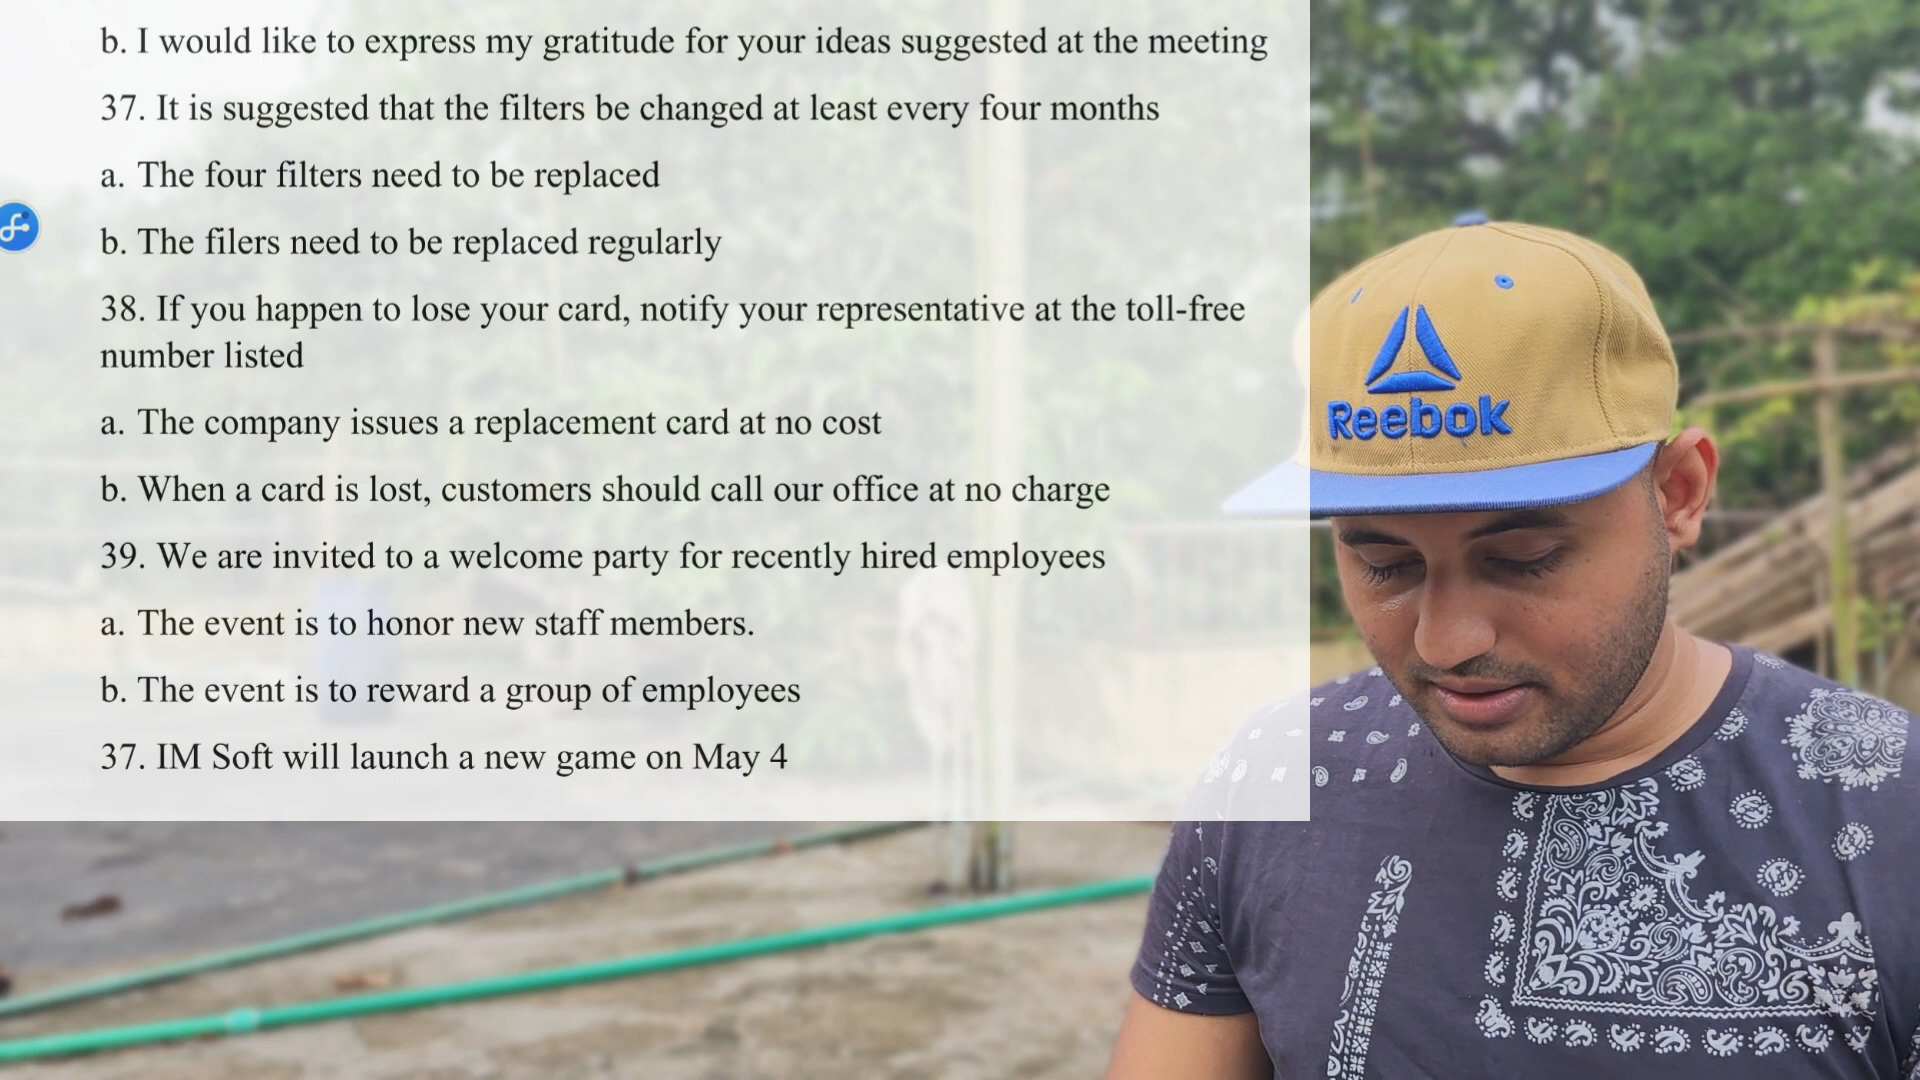 b. I would like to express my gratitude for your ideas suggested at the meeting
37. It is suggested that the filters be changed at least every four months
a. The four filters need to be replaced
b. The filers need to be replaced regularly
38. If you happen to lose your card, notify your representative at the toll-free
number listed
a. The company issues a replacement card at no cost
b. When a card is lost, customers should call our office at no charge
39. We are invited to a welcome party for recently hired employees
a. The event is to honor new staff members.
b. The event is to reward a group of employees
37. IM Soft will launch a new game on May 4
Reebok